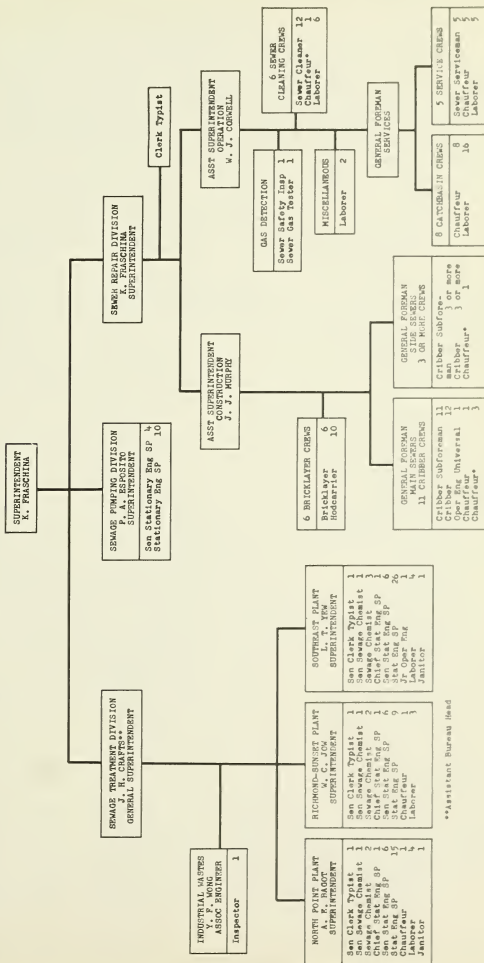 SUPERINTENDENT
K. FRASCHINA
SEWAGE TREATMENT DIVISION
J. H. CRAFTS**
GENERAL SUPERINTENDENT
SEWAGE PUMPING DIVISION
P. A. ESPOSITO
SUPERINTENDENT
Sen Stationary Eng SP 4
Stationary Eng SP 10
SEWER REPAIR DIVISION
K. FRASCHINA
SUPERINTENDENT
Clerk Typist
INDUSTRIAL WASTES
Y. F. WONG
ASSOC ENGINEER
Inspector 1
NORTH POINT PLANT
A. E. BAGOT
SUPERINTENDENT
Sen Clerk Typist 1
Sen Sewage Chemist 1
Sewage Chemist 2
Chief Stat Eng SP 1
Sen Stat Eng SP 6
Stat Eng SP 15
Chauffeur 1
Laborer 4
Janitor 1
RICHMOND-SUNSET PLANT
W. C. JOW
SUPERINTENDENT
Sen Clerk Typist 1
Sen Sewage Chemist 1
Sewage Chemist 2
Chief Stat Eng SP 1
Sen Stat Eng SP 6
Stat Eng SP 9
Chauffeur 1
Laborer 3
SOUTHEAST PLANT
L. T. YEW
SUPERINTENDENT
Sen Clerk Typist 1
Sen Sewage Chemist 1
Sewage Chemist 3
Chief Stat Eng SP 1
Sen Stat Eng SP 6
Stat Eng SP 26
Jr Oper Eng 1
Laborer 4
Janitor 1
**Assistant Bureau Head
ASST SUPERINTENDENT
CONSTRUCTION
J. J. MURPHY
6 BRICKLAYER CREWS
Bricklayer 6
Hodcarrier 10
GENERAL FOREMAN
MAIN SEWERS
11 CRIBBER CREWS
Cribber Subforeman 11
Cribber 12
Oper Eng Universal 1
Chauffeur 1
Chauffeur* 3
GENERAL FOREMAN
SIDE SEWERS
3 OR MORE CREWS
Cribber Subfore-
man 3 or more
Cribber 3 or more
Chauffeur* 1
ASST SUPERINTENDENT
OPERATION
W. J. CORWELL
GAS DETECTION
Sewer Safety Insp 1
Sewer Gas Tester 1
6 SEWER
CLEANING CREWS
Sewer Cleaner 12
Chauffeur* 1
Laborer 6
MISCELLANEOUS
Laborer 2
GENERAL FOREMAN
SERVICES
8 CATCHBASIN CREWS
Chauffeur 8
Laborer 16
5 SERVICE CREWS
Sewer Serviceman 5
Chauffeur 5
Laborer 5